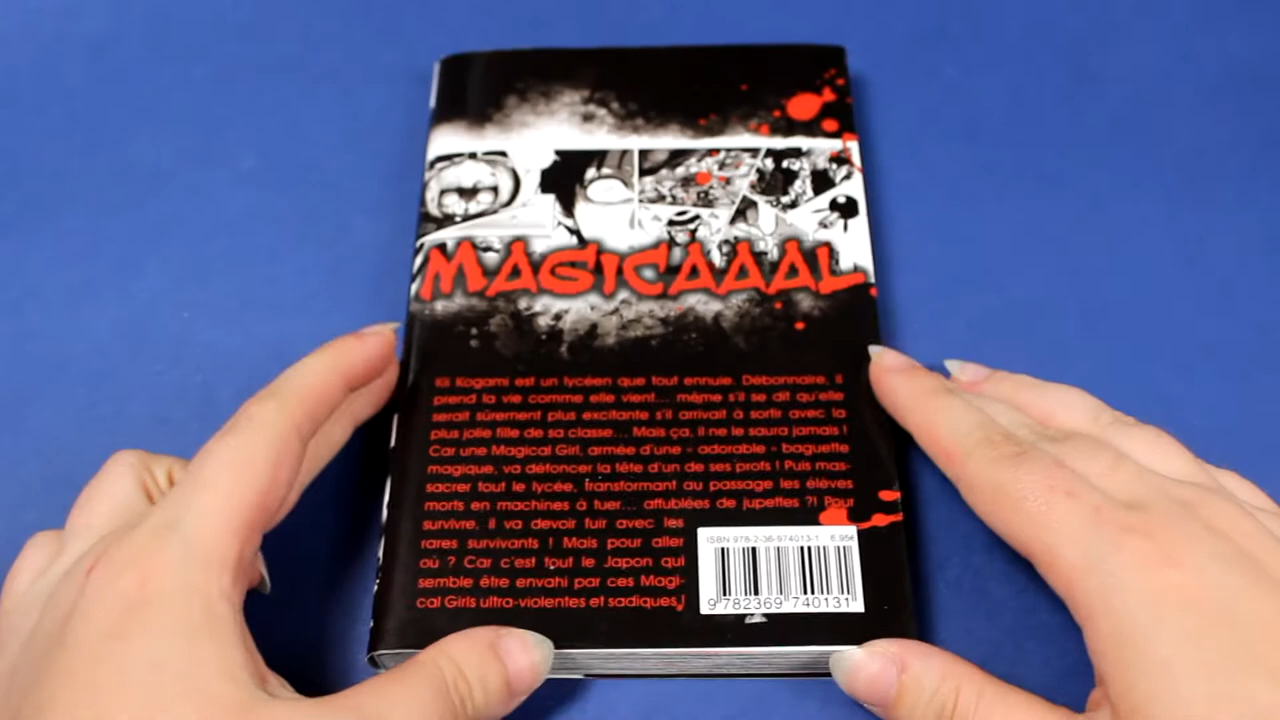 MAGICAAAL
Kii Kogami est un lycéen que tout ennuie. Débonnaire, il
prend la vie comme elle vient... même s'il se dit qu'elle
serait sûrement plus excitante s'il arrivait à sortir avec la
plus jolie fille de sa classe... Mais ça, il ne le saura jamais !
Car une Magical Girl, armée d'une « adorable » baguette
magique, va défoncer la tête d'un de ses profs ! Puis mas-
sacrer tout le lycée, transformant au passage les élèves
morts en machines à tuer... affublées de jupettes ?! Pour
survivre, il va devoir fuir avec les
rares survivants ! Mais pour aller
où ? Car c'est tout le Japon qui
semble être envahi par ces Magi-
cal Girls ultra-violentes et sadiques !
ISBN 978-2-36-974013-1 6,95€
9 782369 740131